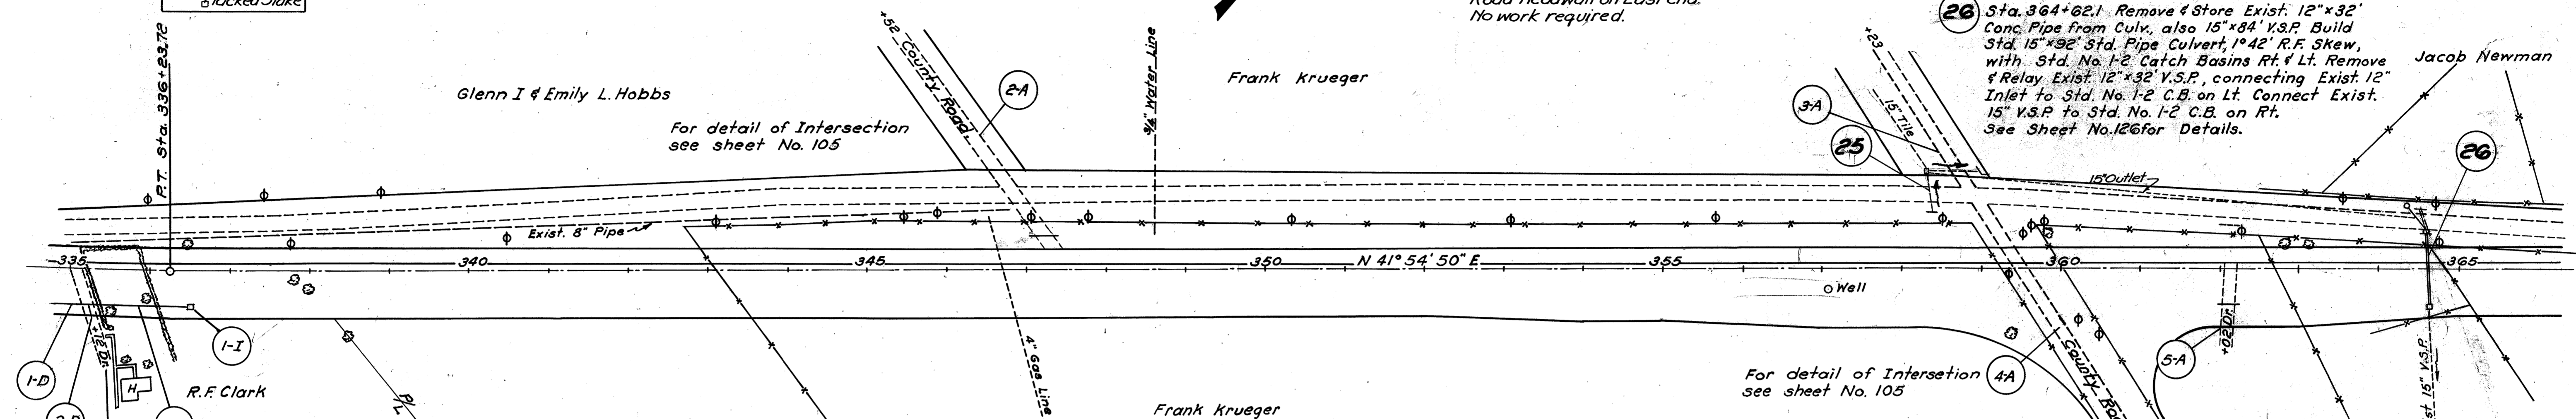 Tacked Stake
Road Headwall on East End.
No work required.
26
Sta. 364+62.1 Remove & Store Exist. 12"×32'
Conc. Pipe from Culv., also 15"×84' V.S.P. Build
Std. 15"×92' Std. Pipe Culvert, 1°42' R.F. Skew,
with Std. No. 1-2 Catch Basins Rt. & Lt. Remove
& Relay Exist. 12"×32' V.S.P., connecting Exist. 12"
Inlet to Std. No. 1-2 C.B. on Lt. Connect Exist.
15" V.S.P. to Std. No. 1-2 C.B. on Rt.
See Sheet No. 126 for Details.
Jacob Newman
P.T. Sta. 336+23.72
Glenn I & Emily L. Hobbs
For detail of Intersection
see sheet No. 105
+52 County Road
2-A
3/4" Water Line
Frank Krueger
+23
15" Tile
3-A
25
15" Outlet
26
Exist. 8" Pipe
335
340
345
350
N 41° 54' 50" E
355
360
365
Well
1-D
+12 Dr.
H
1-I
R.F. Clark
P/L
4" Gas Line
Frank Krueger
For detail of Intersetion
see sheet No. 105
4-A
County
5-A
+02 Dr.
15" V.S.P.